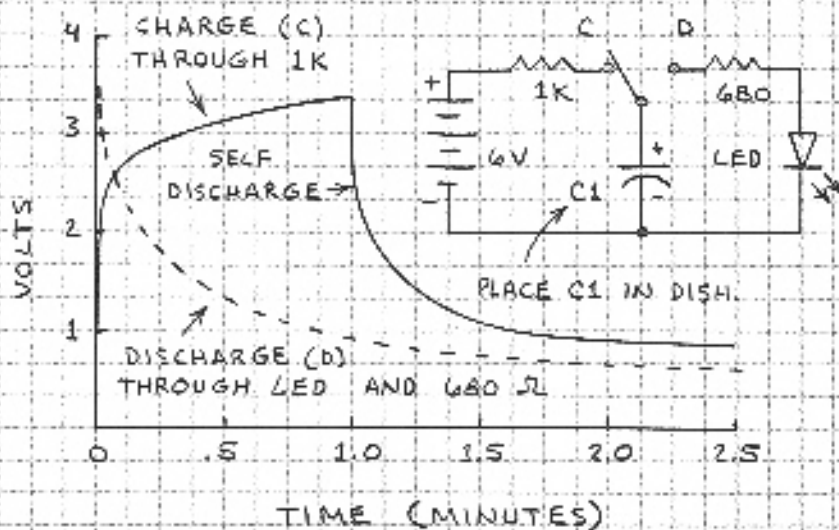 4
CHARGE (C)
THROUGH 1K
C
D
+
1K
680
3
SELF
DISCHARGE
6V
+
LED
-
C1
-
2
VOLTS
PLACE C1 IN DISH.
1
DISCHARGE (D)
THROUGH LED AND 680 Ω
0
.5
1.0
1.5
2.0
2.5
TIME (MINUTES)